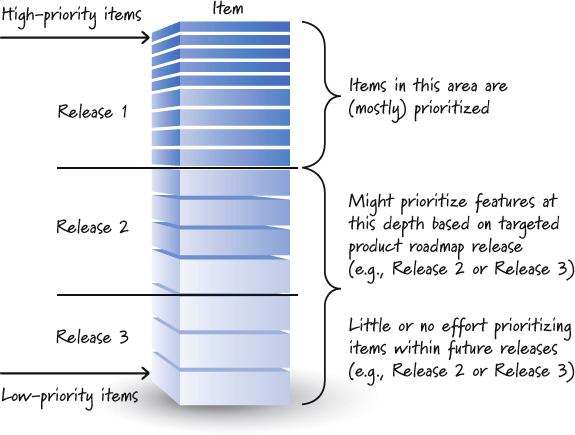 High-priority items
Item
Release 1
Items in this area are
(mostly) prioritized
Release 2
Might prioritize features at
this depth based on targeted
product roadmap release
(e.g., Release 2 or Release 3)
Release 3
Little or no effort prioritizing
items within future releases
(e.g., Release 2 or Release 3)
Low-priority items